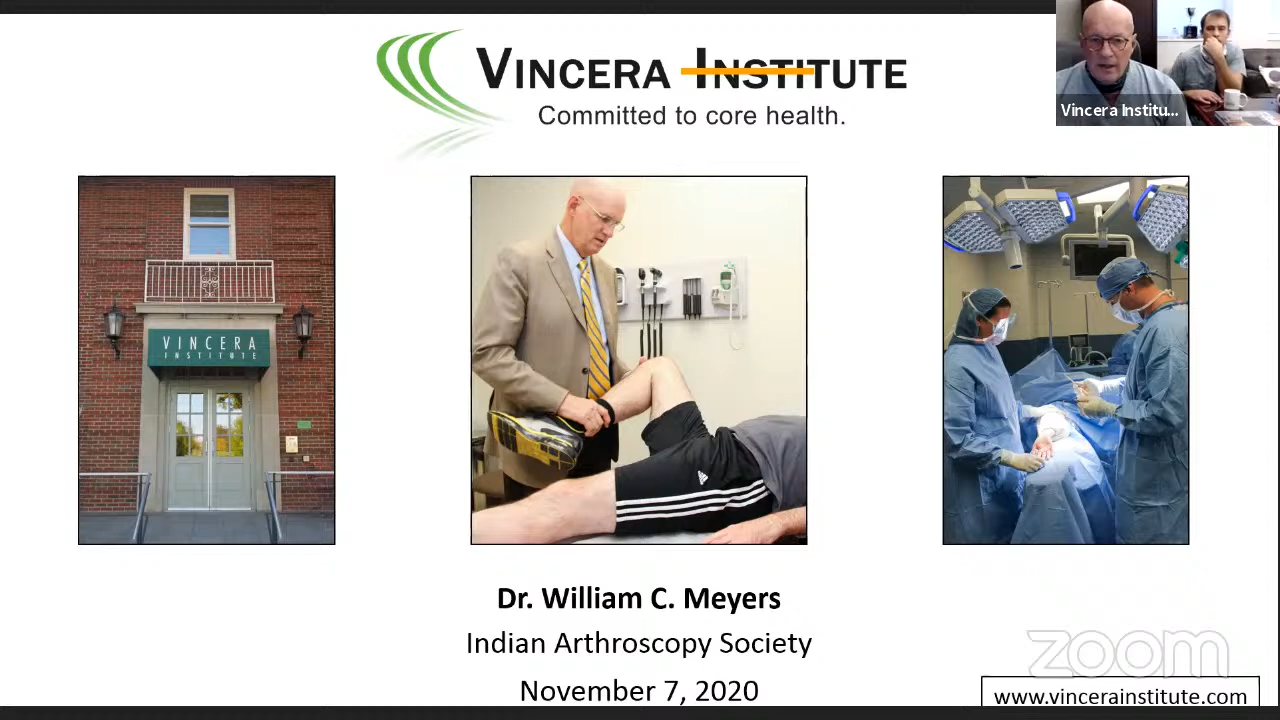 VINCERA INSTITUTE
Committed to core health.
Vincera Institu...
VINCERA
INSTITUTE
Dr. William C. Meyers
Indian Arthroscopy Society
November 7, 2020
zoom
www.vincerainstitute.com